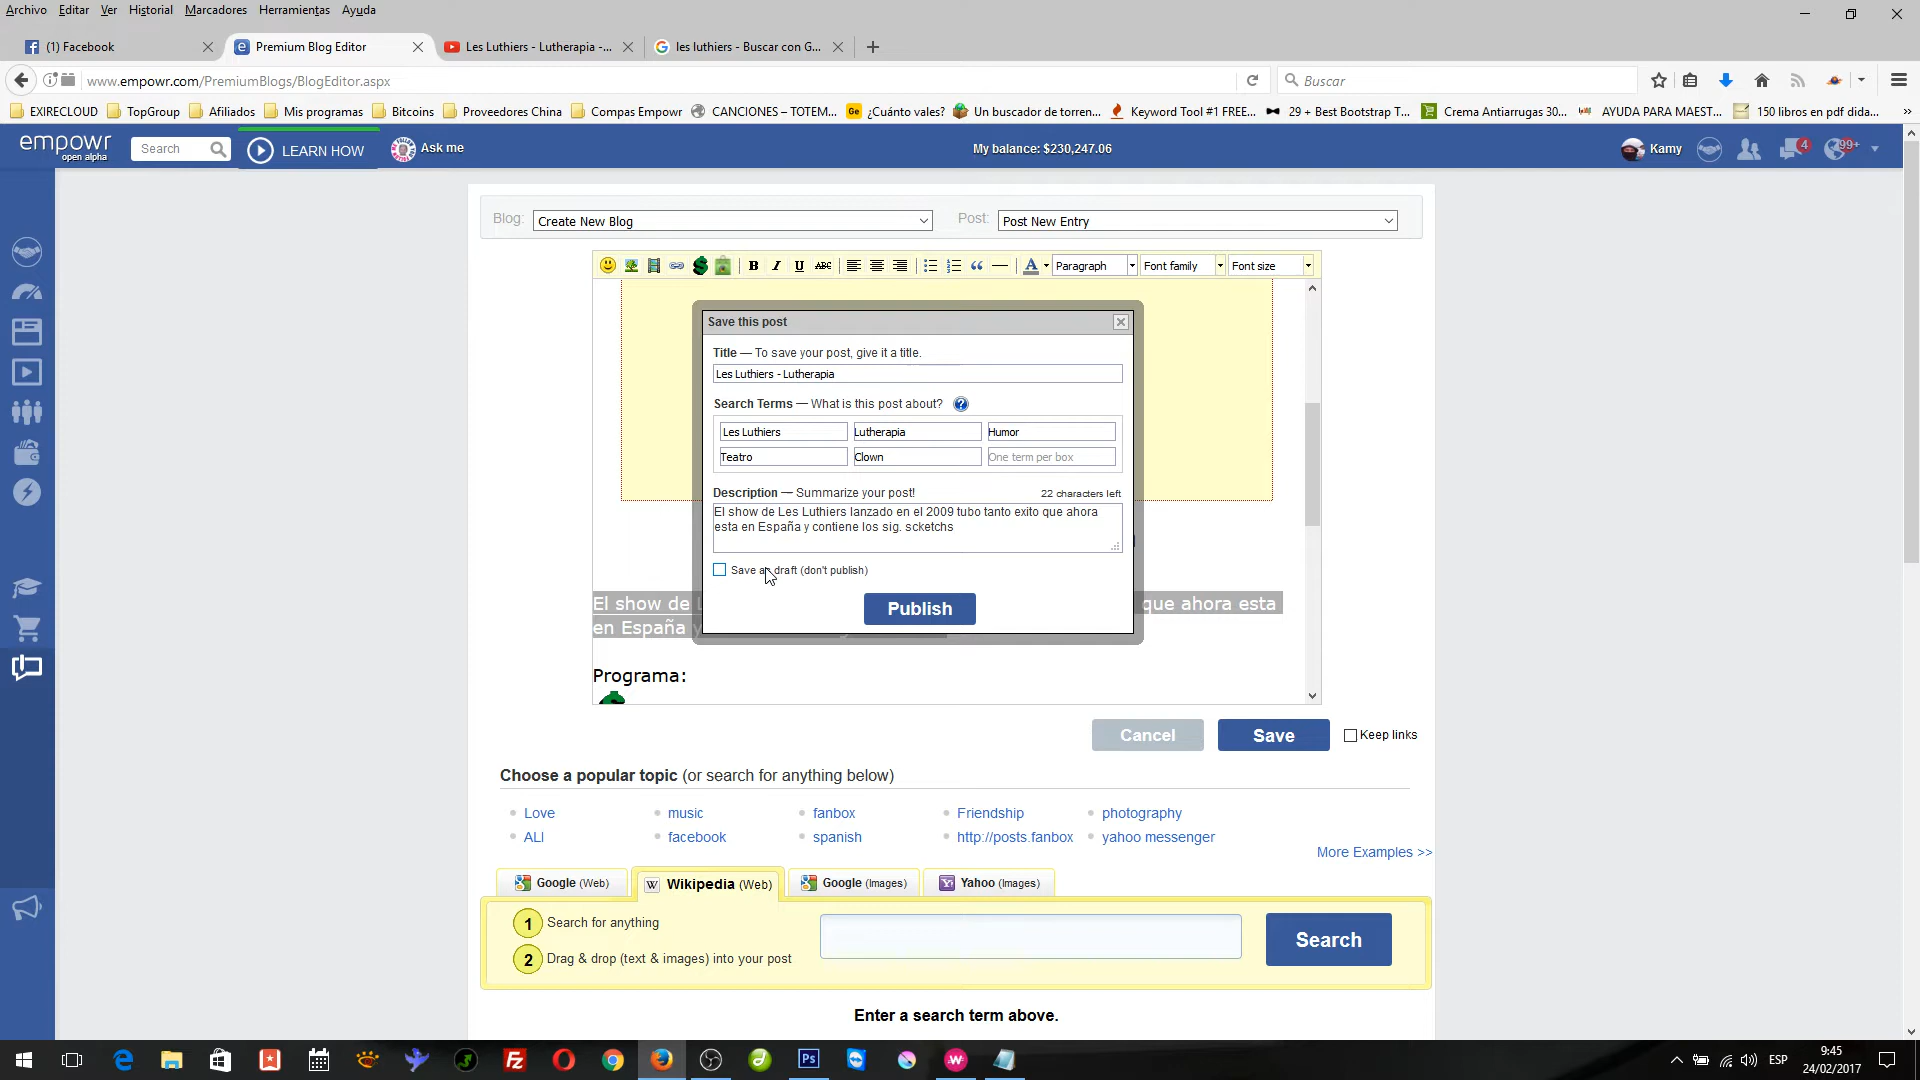 Archivo Editar Ver Historial Marcadores Herramientas Ayuda
(1) Facebook Premium Blog Editor Les Luthiers - Lutherapia -... les luthiers - Buscar con G...
www.empowr.com/PremiumBlogs/BlogEditor.aspx Buscar
EXIRECLOUD TopGroup Afiliados Mis programas Bitcoins Proveedores China Compas Empowr CANCIONES – TOTEM... ¿Cuánto vales? Un buscador de torren... Keyword Tool #1 FREE... 29 + Best Bootstrap T... Crema Antiarrugas 30... AYUDA PARA MAEST... 150 libros en pdf dida...
empowr
open alpha
Search LEARN HOW Ask me My balance: $230,247.06 Kamy 4 99+
Blog: Create New Blog Post: Post New Entry
B I U ABC Paragraph Font family Font size
Save this post
Title — To save your post, give it a title.
Les Luthiers - Lutherapia
Search Terms — What is this post about?
Les Luthiers Lutherapia Humor
Teatro Clown One term per box
Description — Summarize your post! 22 characters left
El show de Les Luthiers lanzado en el 2009 tubo tanto exito que ahora
esta en España y contiene los sig. scketchs
Save as draft (don't publish)
Publish
El show de L que ahora esta
en España y
Programa:
Cancel Save Keep links
Choose a popular topic (or search for anything below)
Love music fanbox Friendship photography
ALI facebook spanish http://posts.fanbox yahoo messenger
More Examples >>
Google (Web) Wikipedia (Web) Google (Images) Yahoo (Images)
1 Search for anything
2 Drag & drop (text & images) into your post
Search
Enter a search term above.
ESP 9:45
24/02/2017